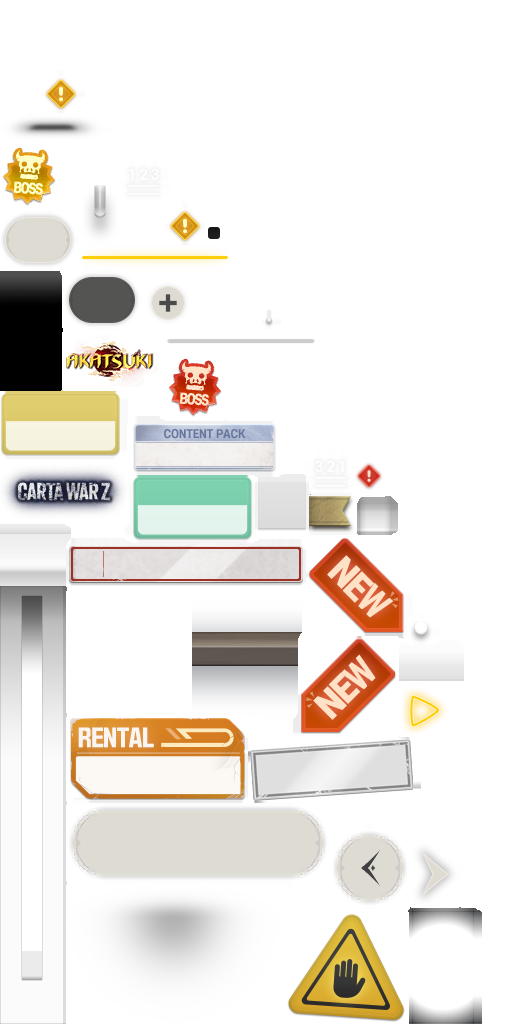 BOSS
123
AKATSUKI
BOSS
CONTENT PACK
321
CARTA WAR Z
NEW
NEW
RENTAL